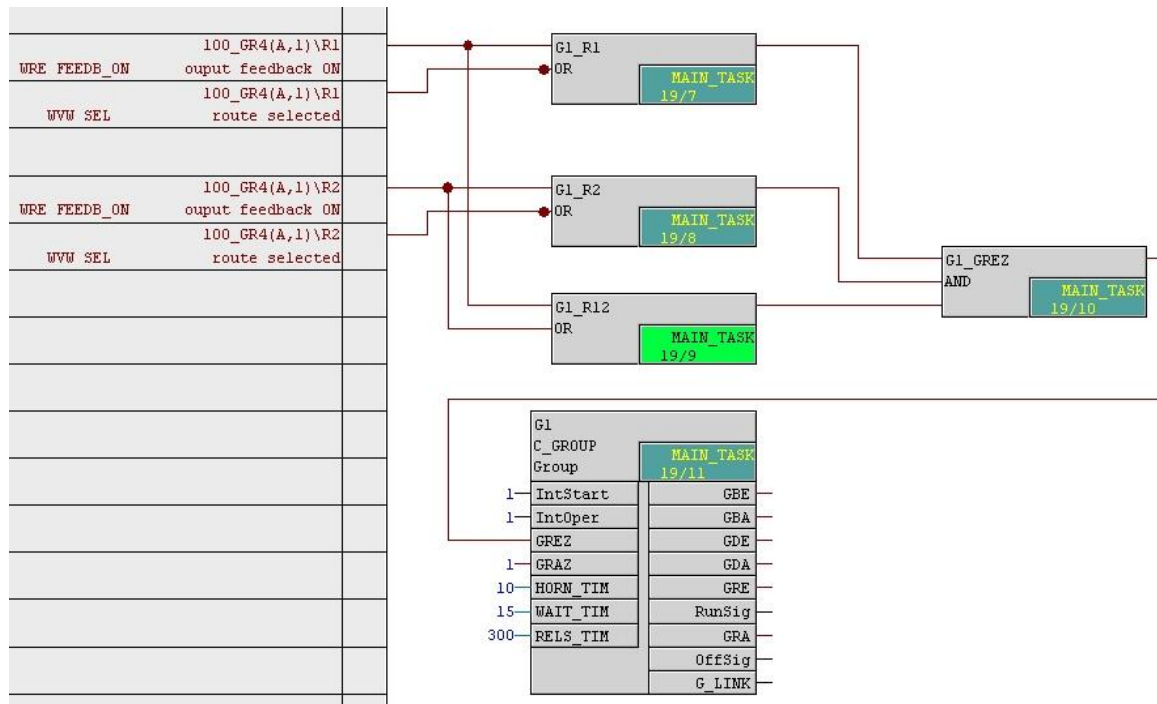 100_GR4(A,1)\R1
WRE FEEDB_ON ouput feedback ON
100_GR4(A,1)\R1
WVW SEL route selected
100_GR4(A,1)\R2
WRE FEEDB_ON ouput feedback ON
100_GR4(A,1)\R2
WVW SEL route selected
G1_R1
OR
MAIN_TASK
19/7
G1_R2
OR
MAIN_TASK
19/8
G1_R12
OR
MAIN_TASK
19/9
G1_GREZ
AND
MAIN_TASK
19/10
G1
C_GROUP
Group
MAIN_TASK
19/11
1 IntStart GBE
1 IntOper GBA
GREZ GDE
1 GRAZ GDA
10 HORN_TIM GRE
15 WAIT_TIM RunSig
300 RELS_TIM GRA
OffSig
G_LINK